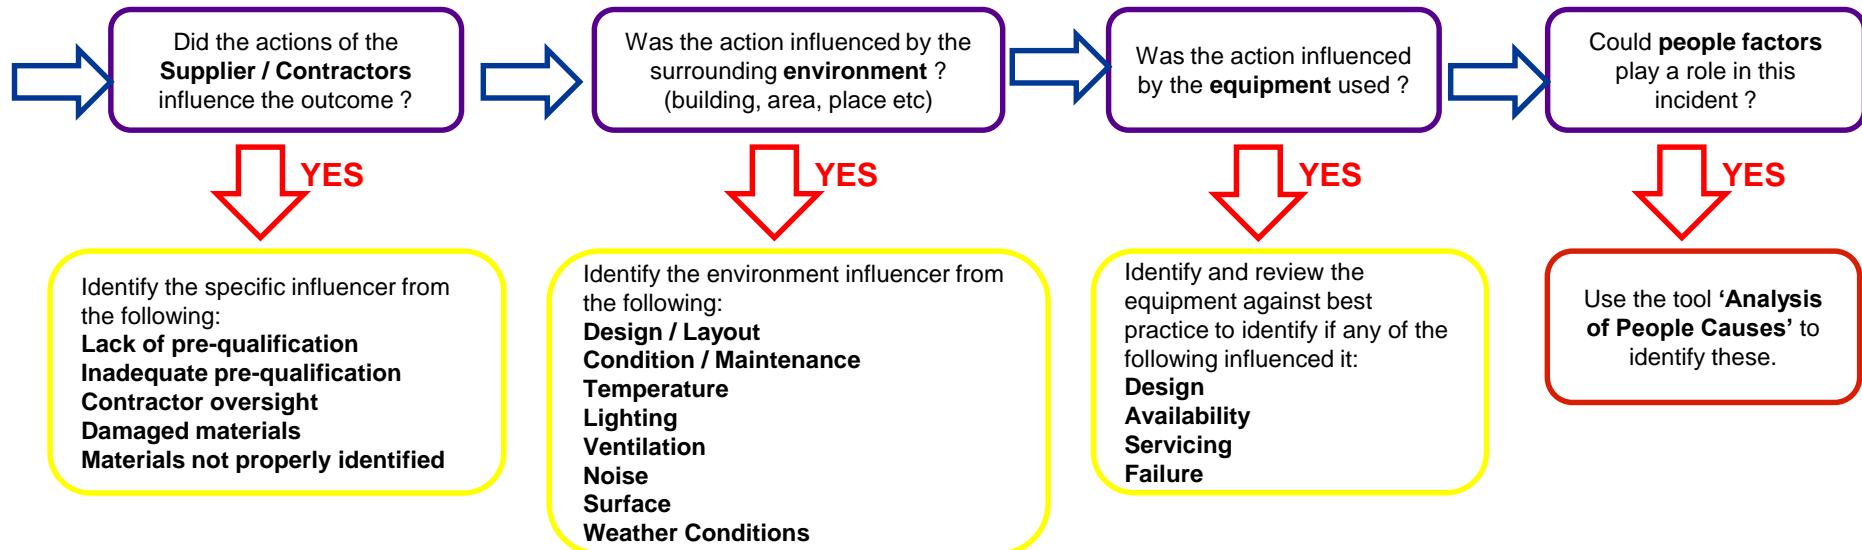 Did the actions of the
Supplier / Contractors
influence the outcome ?
Was the action influenced by the
surrounding environment ?
(building, area, place etc)
Was the action influenced
by the equipment used ?
Could people factors
play a role in this
incident ?
YES
YES
YES
YES
Identify the specific influencer from
the following:
Lack of pre-qualification
Inadequate pre-qualification
Contractor oversight
Damaged materials
Materials not properly identified
Identify the environment influencer from
the following:
Design / Layout
Condition / Maintenance
Temperature
Lighting
Ventilation
Noise
Surface
Weather Conditions
Identify and review the
equipment against best
practice to identify if any of the
following influenced it:
Design
Availability
Servicing
Failure
Use the tool ‘Analysis
of People Causes’ to
identify these.